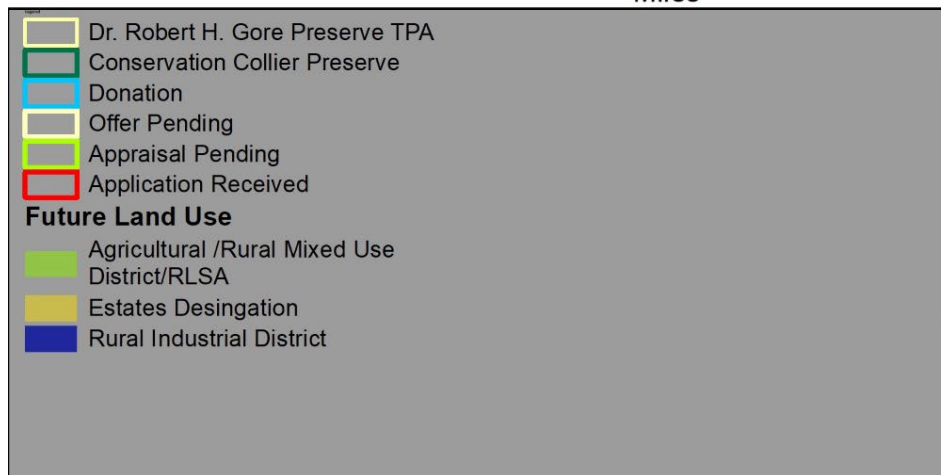 Legend
Dr. Robert H. Gore Preserve TPA
Conservation Collier Preserve
Donation
Offer Pending
Appraisal Pending
Application Received
Future Land Use
Agricultural /Rural Mixed Use
District/RLSA
Estates Desingation
Rural Industrial District